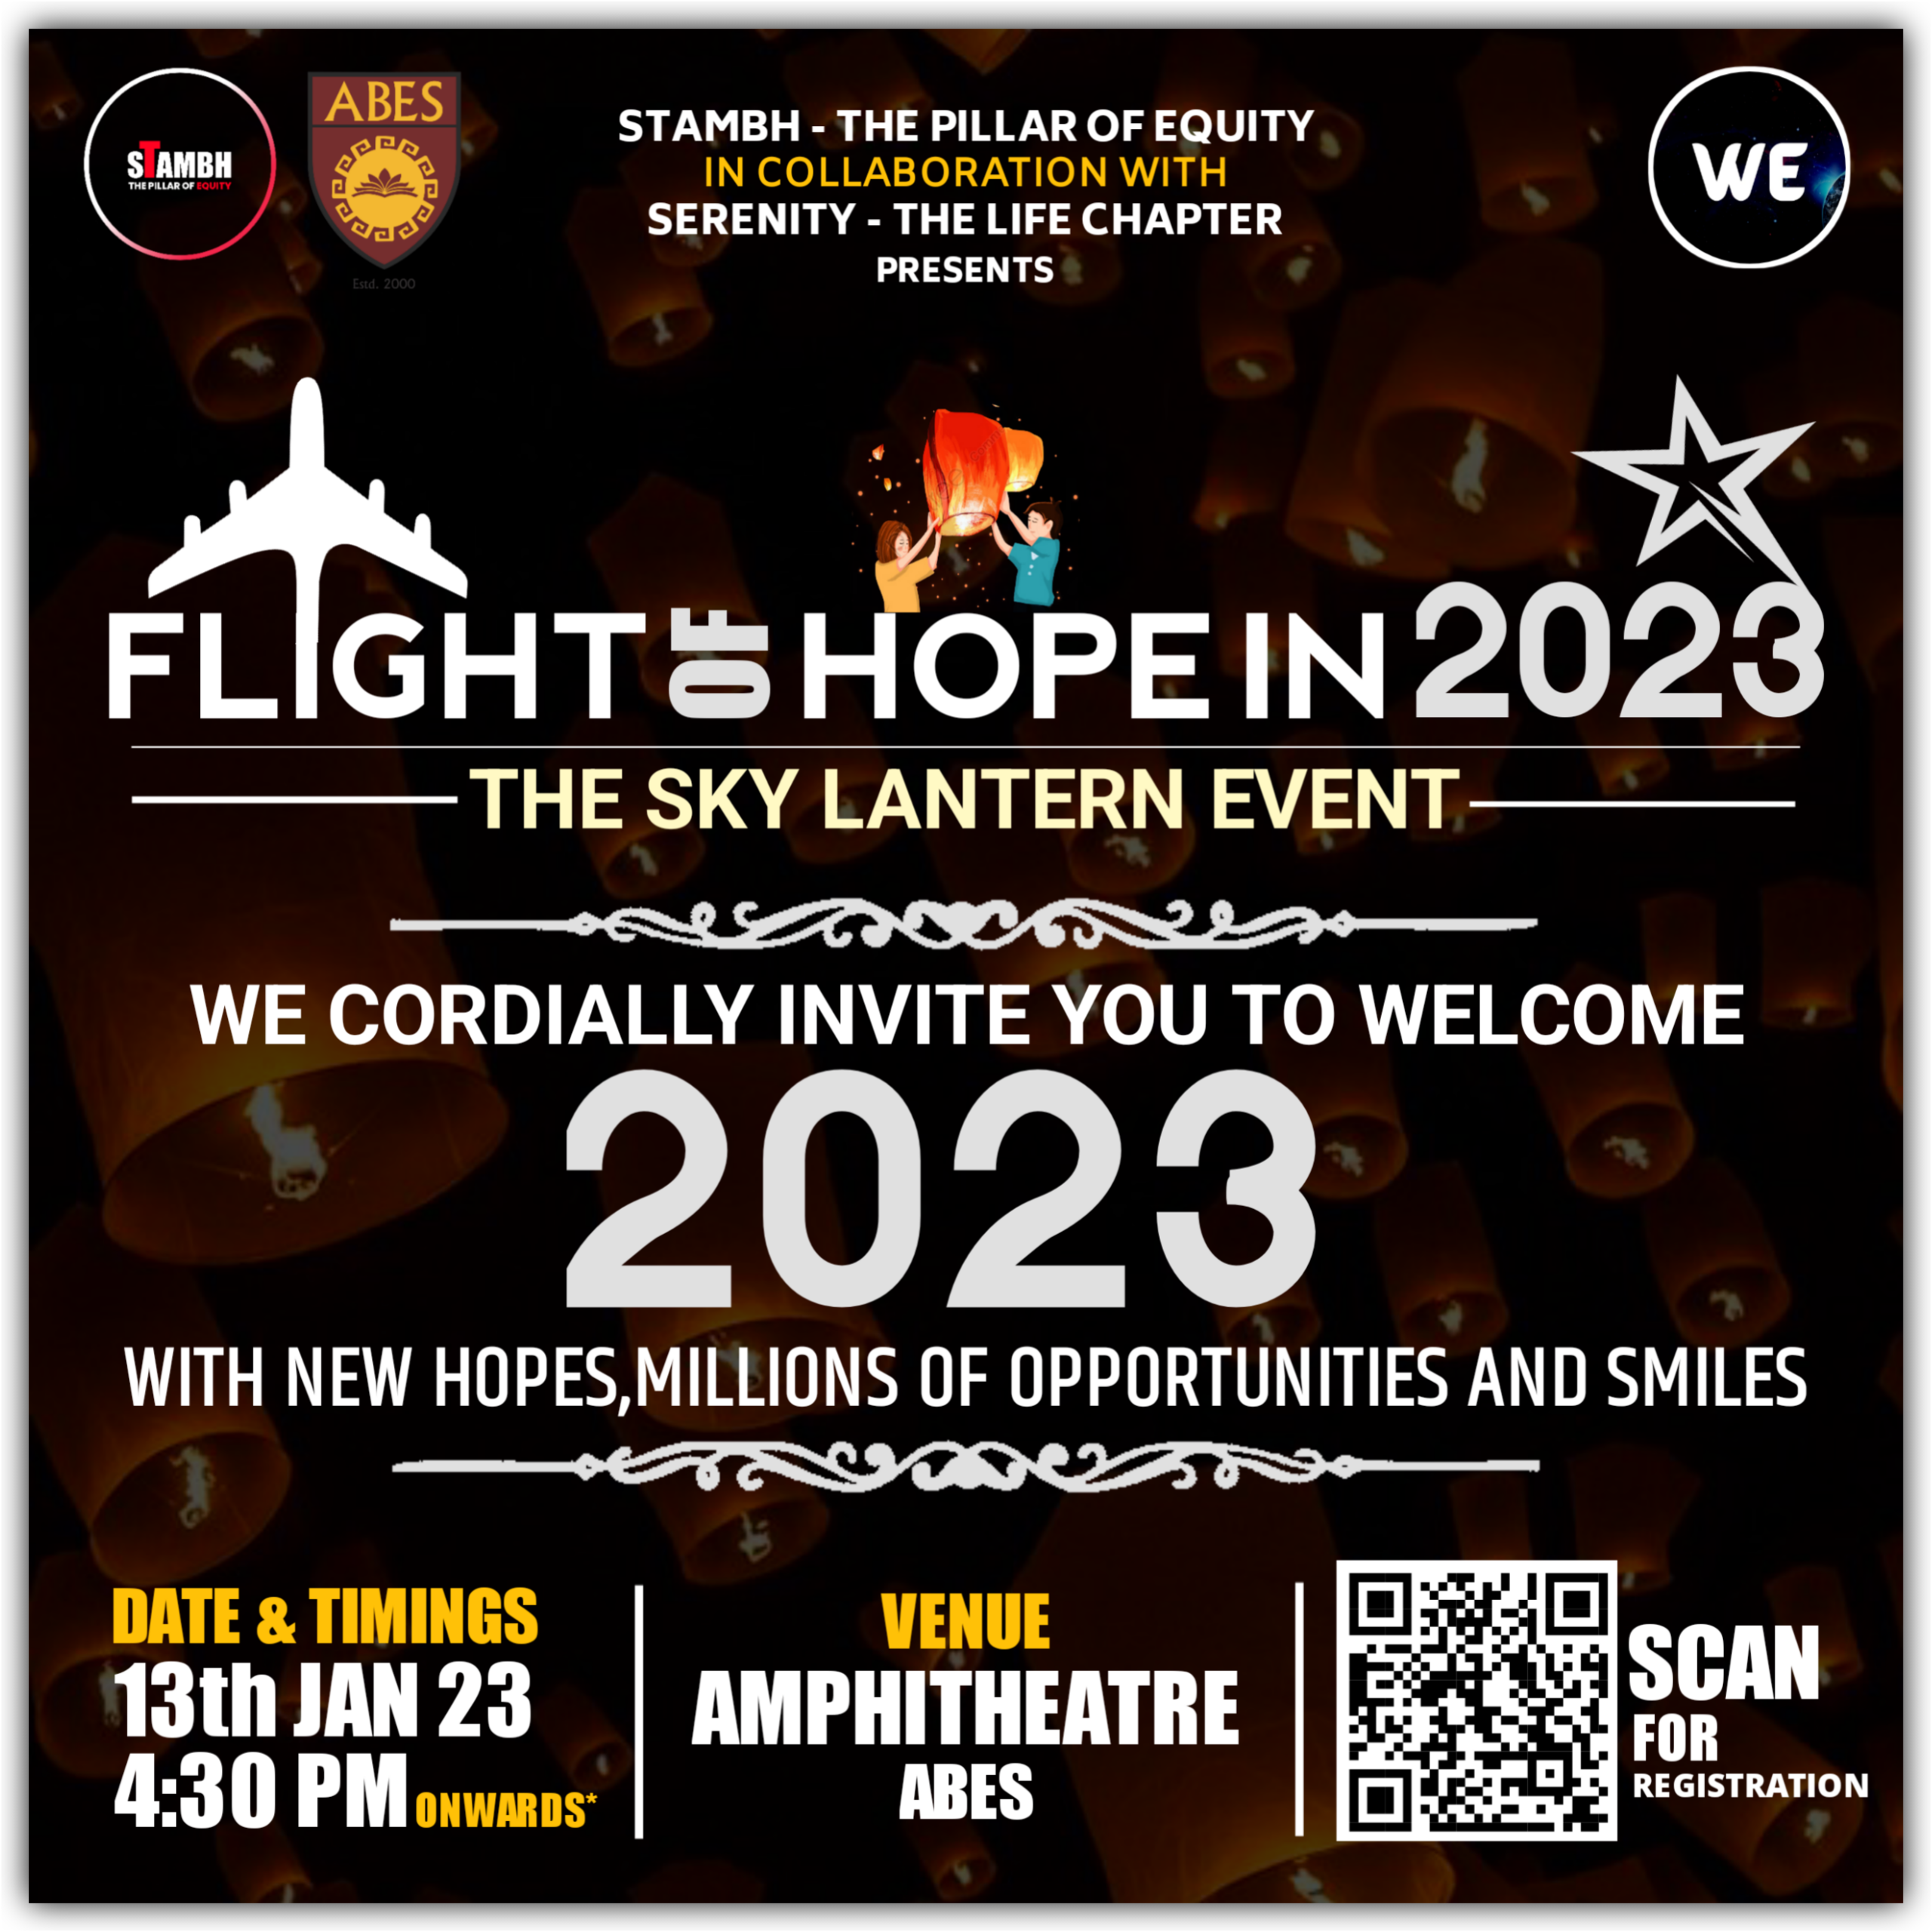 STAMBH
THE PILLAR OF EQUITY
ABES
Estd. 2000
STAMBH - THE PILLAR OF EQUITY
IN COLLABORATION WITH
SERENITY - THE LIFE CHAPTER
PRESENTS
WE
FLIGHT OF HOPE IN 2023
THE SKY LANTERN EVENT
WE CORDIALLY INVITE YOU TO WELCOME
2023
WITH NEW HOPES,MILLIONS OF OPPORTUNITIES AND SMILES
DATE & TIMINGS
13th JAN 23
4:30 PM ONWARDS*
VENUE
AMPHITHEATRE
ABES
SCAN
FOR
REGISTRATION